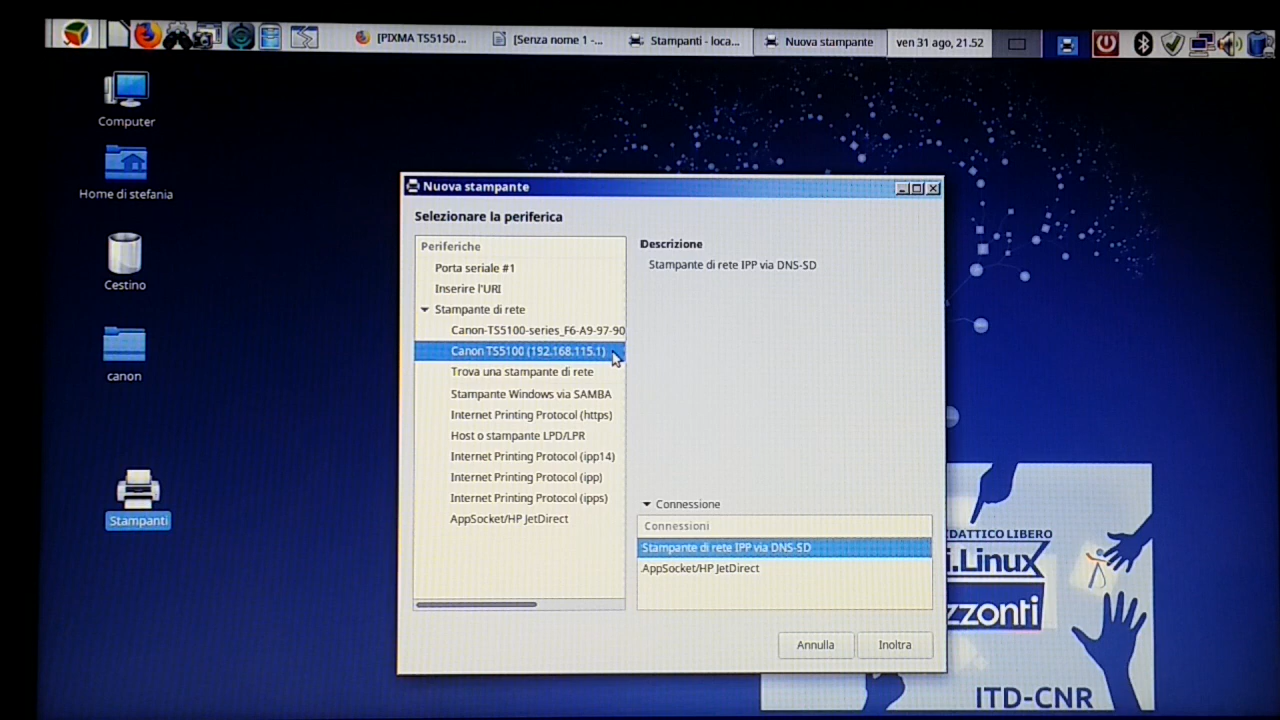 [PIXMA TS5150 ...
[Senza nome 1 -...
Stampanti - loca...
Nuova stampante
ven 31 ago, 21.52
Computer
Home di stefania
Cestino
canon
Stampanti
Nuova stampante
Selezionare la periferica
Periferiche
Porta seriale #1
Inserire l'URI
Stampante di rete
Canon-TS5100-series_F6-A9-97-90
Canon TS5100 (192.168.115.1)
Trova una stampante di rete
Stampante Windows via SAMBA
Internet Printing Protocol (https)
Host o stampante LPD/LPR
Internet Printing Protocol (ipp14)
Internet Printing Protocol (ipp)
Internet Printing Protocol (ipps)
AppSocket/HP JetDirect
Descrizione
Stampante di rete IPP via DNS-SD
Connessione
Connessioni
Stampante di rete IPP via DNS-SD
AppSocket/HP JetDirect
Annulla
Inoltra
DATTICO LIBERO
i.Linux
zzonti
ITD-CNR